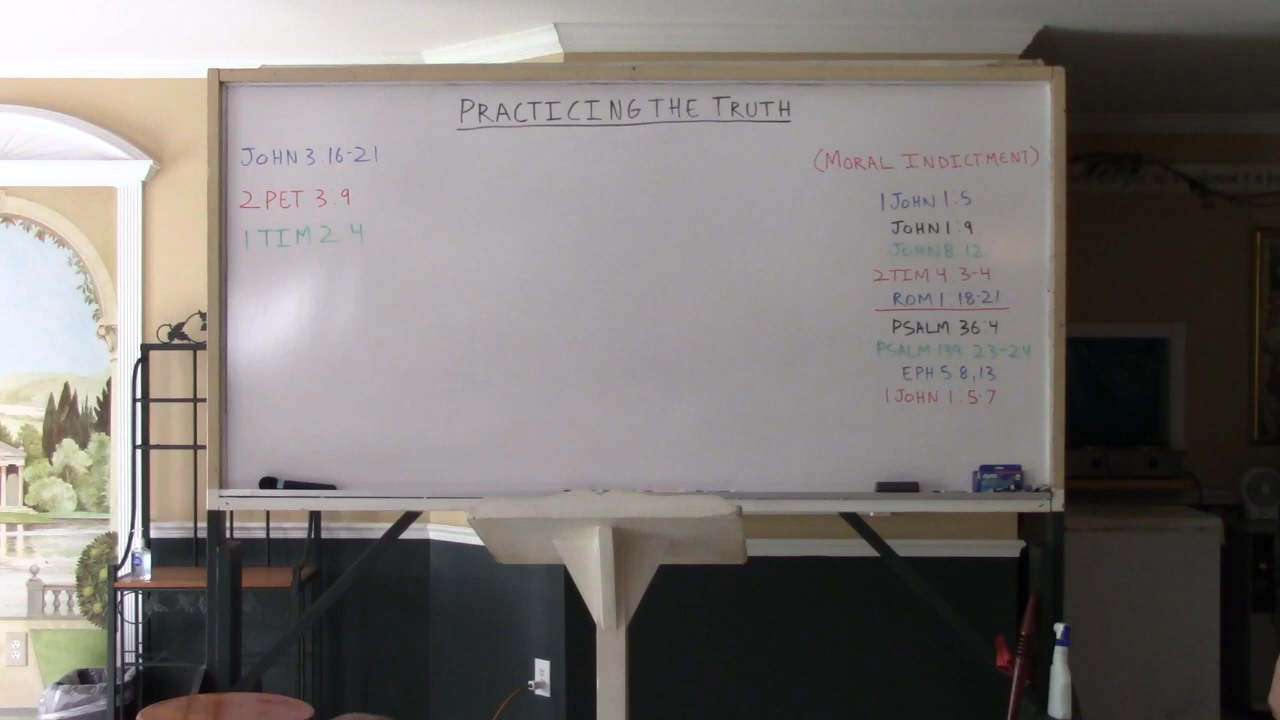 PRACTICING THE TRUTH
JOHN 3:16-21
2 PET 3:9
1 TIM 2:4
(MORAL INDICTMENT)
1 JOHN 1:5
JOHN 1:9
JOHN 8:12
2 TIM 4:3-4
ROM 1:18-21
PSALM 36:4
PSALM 139:23-24
EPH 5:8,13
1 JOHN 1:5-7